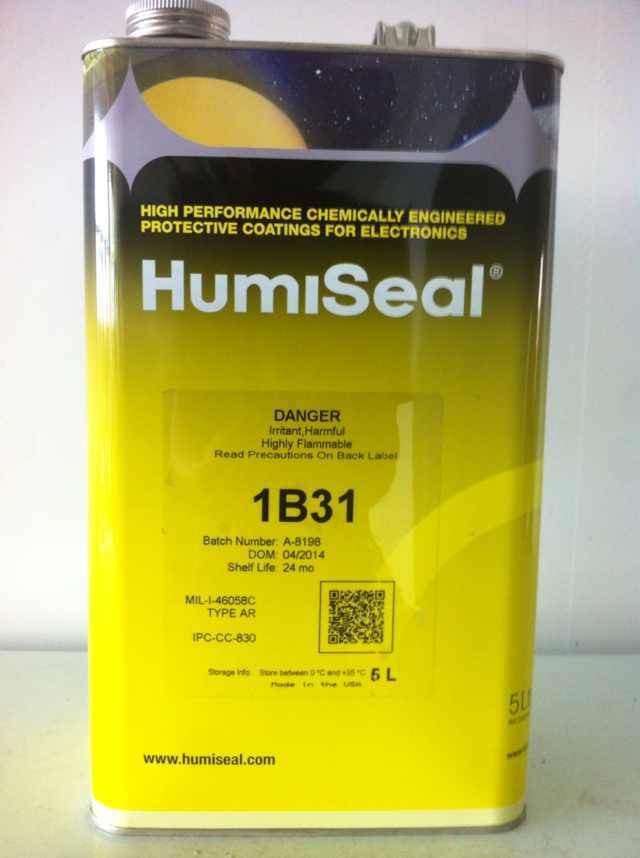 HIGH PERFORMANCE CHEMICALLY ENGINEERED
PROTECTIVE COATINGS FOR ELECTRONICS
HumiSeal®
DANGER
Irritant,Harmful
Highly Flammable
Read Precautions On Back Label
1B31
Batch Number: A-8198
DOM: 04/2014
Shelf Life: 24 mo
MIL-I-46058C
TYPE AR
IPC-CC-830
Storage Info: Store between 0 °C and +35 °C 5 L
Made in the USA
5L
www.humiseal.com